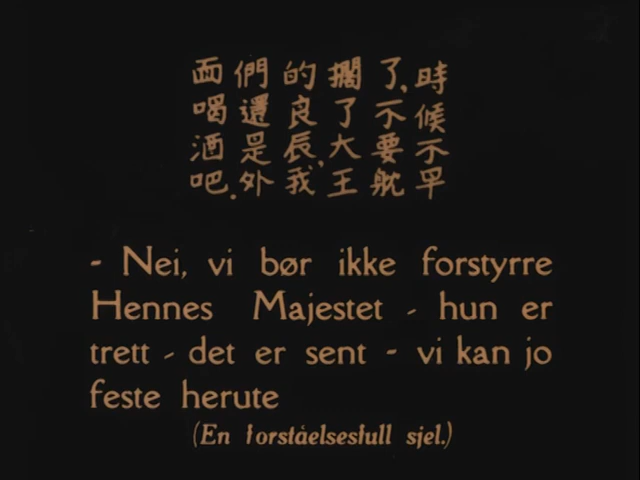 時候不早
了,不要躭
擱了大王
的良辰,我
們還是外
面喝酒吧.
- Nei, vi bør ikke forstyrre
Hennes Majestet - hun er
trett - det er sent - vi kan jo
feste herute
(En forståelsesfull sjel.)